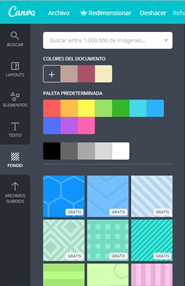 Canva
Archivo
Redimensionar
Deshacer
Reh
Buscar entre 1.000.000 de imágenes...
BUSCAR
COLORES DEL DOCUMENTO
LAYOUTS
PALETA PREDETERMINADA
ELEMENTOS
TEXTO
FONDO
ARCHIVOS
SUBIDOS
GRATIS
GRATIS
GRATIS
GRATIS
GRATIS
GRATIS